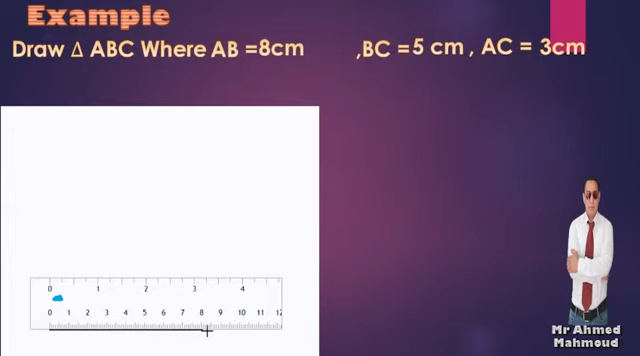 Example
Draw Δ ABC Where AB =8cm ,BC = 5 cm , AC = 3cm
0 1 2 3 4
0 1 2 3 4 5 6 7 8 9 10 11 12
Mr Ahmed
Mahmoud